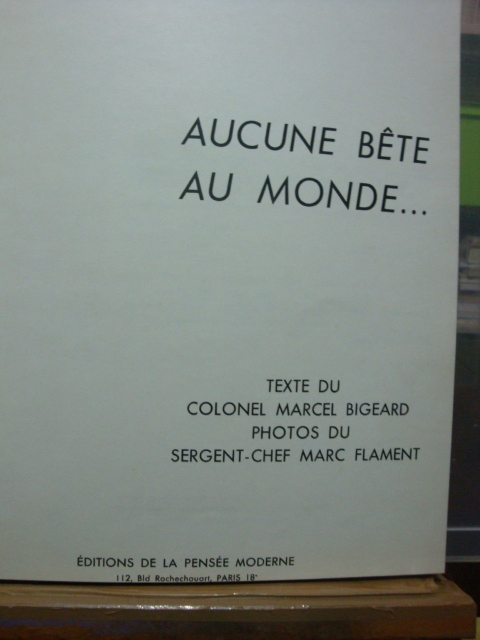 AUCUNE BÊTE
AU MONDE...
TEXTE DU
COLONEL MARCEL BIGEARD
PHOTOS DU
SERGENT-CHEF MARC FLAMENT
ÉDITIONS DE LA PENSÉE MODERNE
112, Bld Rochechouart, PARIS 18e